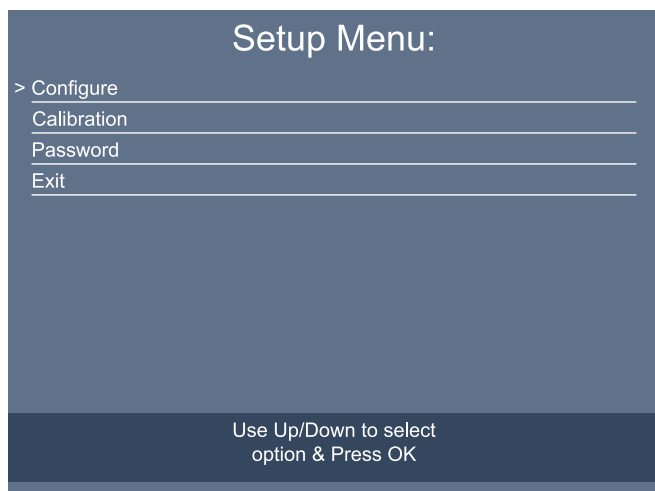 Setup Menu:
> Configure
Calibration
Password
Exit
Use Up/Down to select
option & Press OK